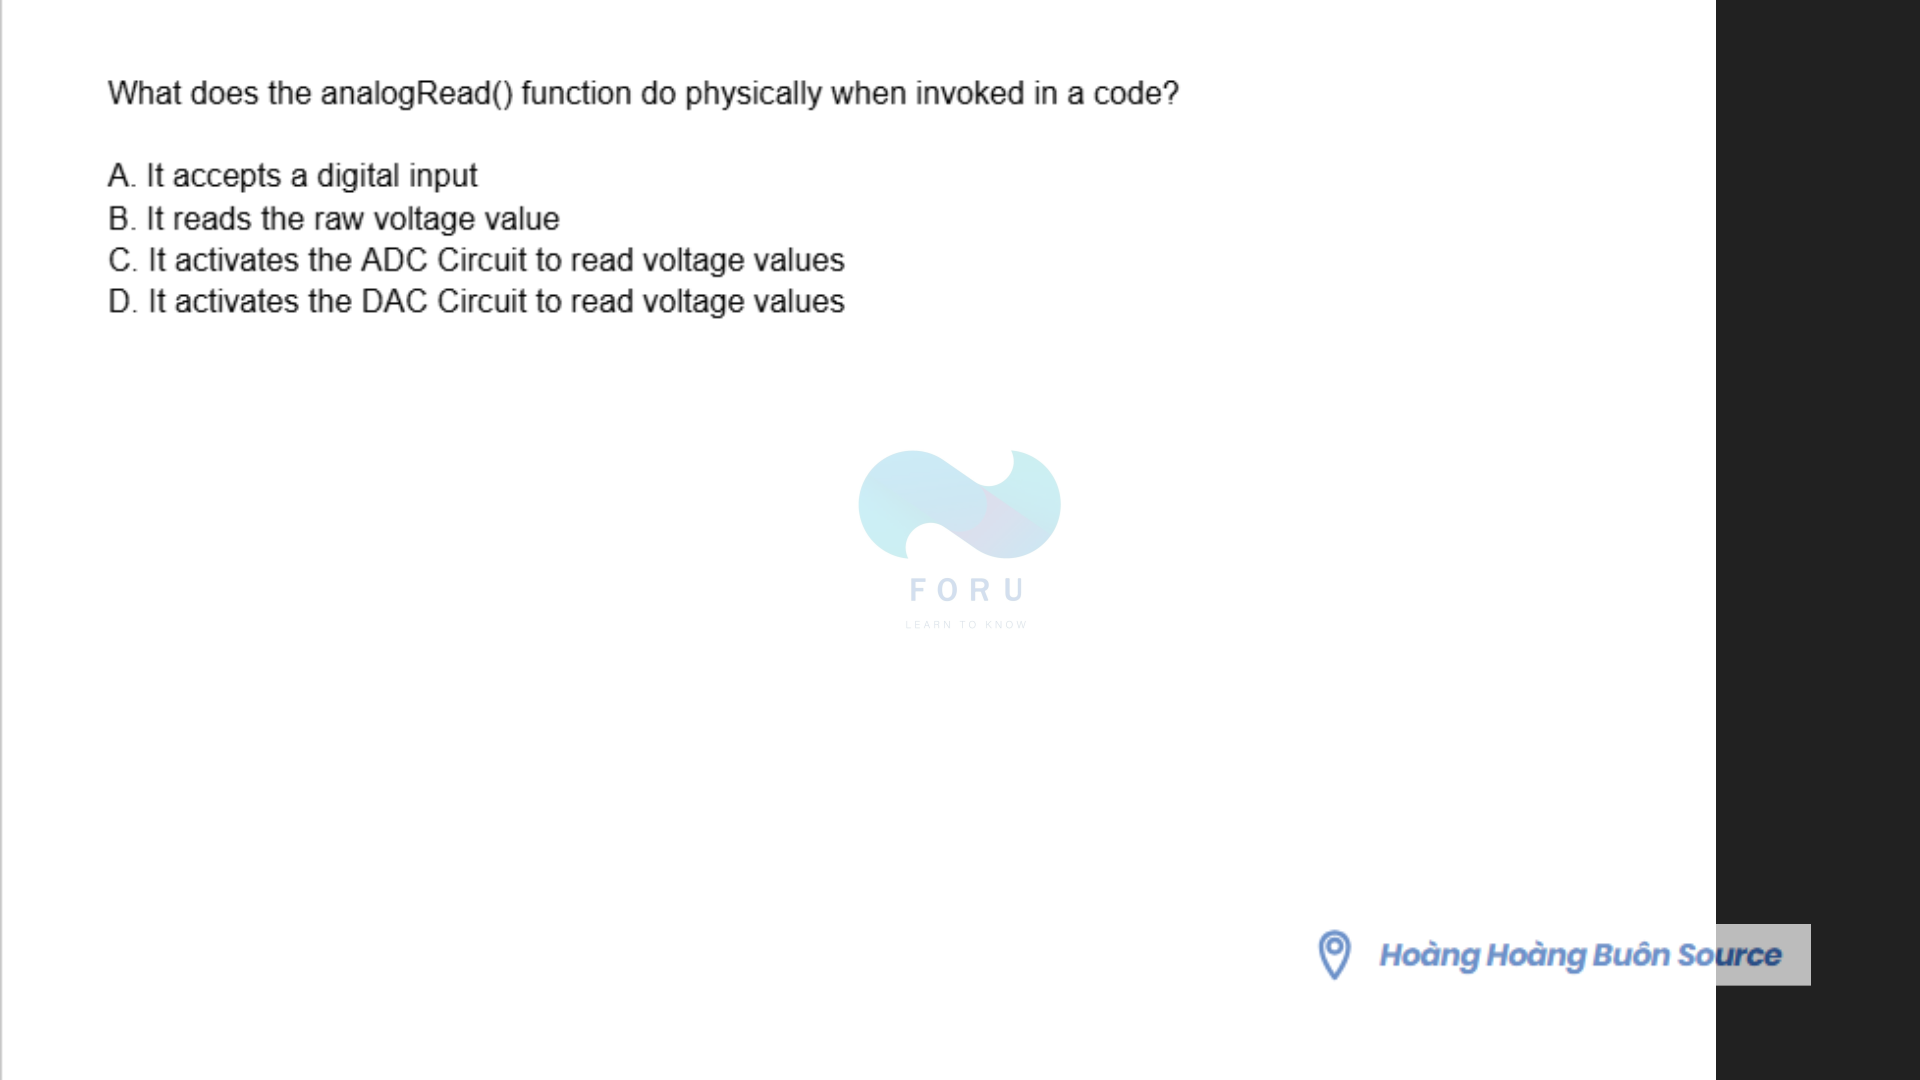 What does the analogRead() function do physically when invoked in a code?
A. It accepts a digital input
B. It reads the raw voltage value
C. It activates the ADC Circuit to read voltage values
D. It activates the DAC Circuit to read voltage values
FORU
LEARN TO KNOW
Hoàng Hoàng Buôn Source